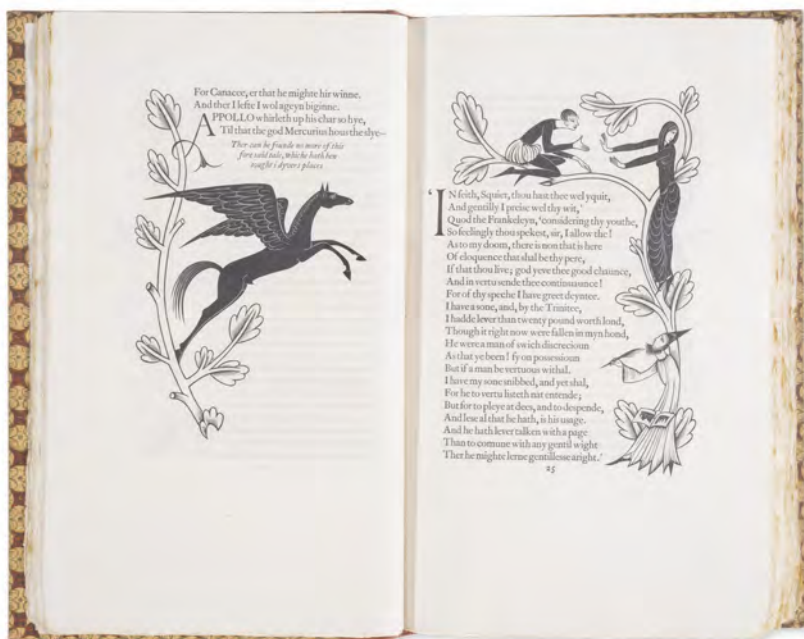 For Canacee, er that he mighte hir winne.
And ther I lefte I wol ageyn biginne.
APPOLLO whirleth up his char so hye,
Til that the god Mercurius hous the slye—
Ther can be founde no more of this
fore said tale, whiche hath ben
sought i dyvers places
'IN feith, Squier, thou hast thee wel yquit,
And gentilly I preise wel thy wit,'
Quod the Frankeleyn, 'considering thy youthe,
So feelingly thou spekest, sir, I allow the!
As to my doom, there is non that is here
Of eloquence that shal be thy pere,
If that thou live; god yeve thee good chaunce,
And in vertu sende thee continuaunce!
For of thy speche I have greet deyntee.
I have a sone, and, by the Trinitee,
I hadde lever than twenty pound worth lond,
Though it right now were fallen in myn hond,
He were a man of swich discrecioun
As that ye been! fy on possessioun
But if a man be vertuous withal.
I have my sone snibbed, and yet shal,
For he to vertu listeth nat entende;
But for to pleye at dees, and to despende,
And lese al that he hath, is his usage.
And he hath lever talken with a page
Than to comune with any gentil wight
Ther he mighte lerne gentillesse aright.'
25